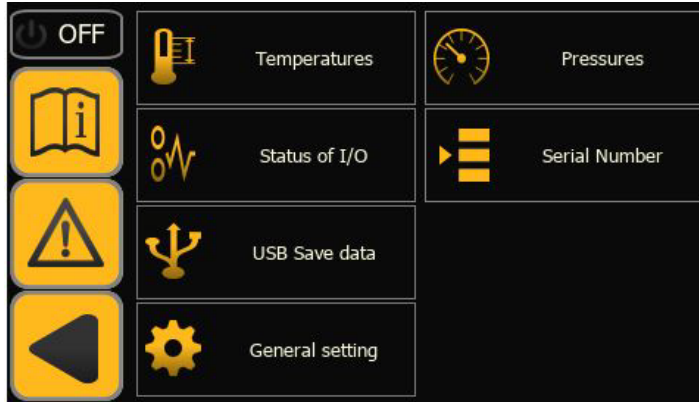 OFF
Temperatures
Pressures
i
Status of I/O
Serial Number
USB Save data
General setting